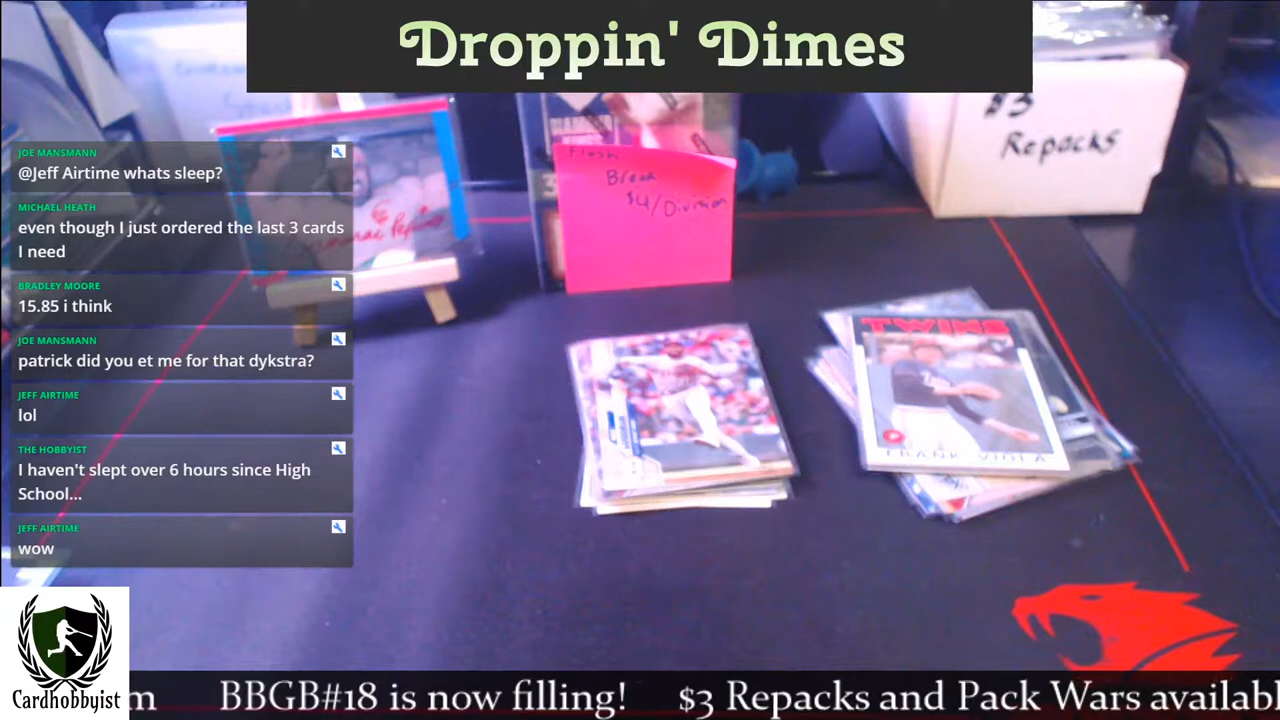 Droppin' Dimes
$3
Repacks
Flash
Break
$4/Division
JOE MANSMANN
@Jeff Airtime whats sleep?
MICHAEL HEATH
even though I just ordered the last 3 cards
I need
BRADLEY MOORE
15.85 i think
JOE MANSMANN
patrick did you et me for that dykstra?
JEFF AIRTIME
lol
THE HOBBYIST
I haven't slept over 6 hours since High
School...
JEFF AIRTIME
wow
TWINS
FRANK VIOLA
Cardhobbyist
m BBGB#18 is now filling! $3 Repacks and Pack Wars availabl